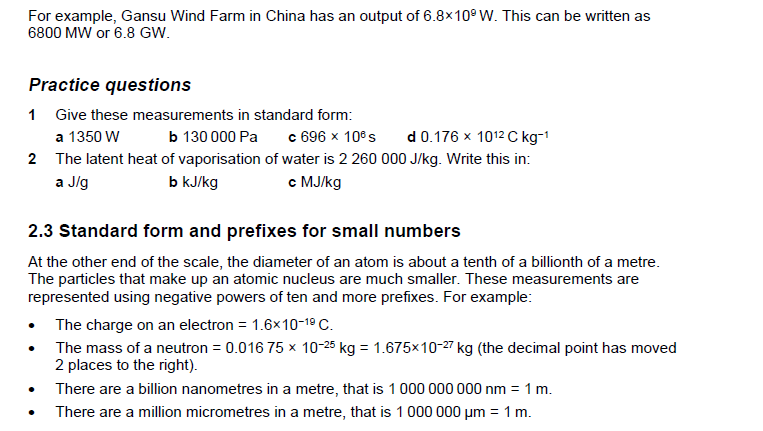 For example, Gansu Wind Farm in China has an output of 6.8×10⁹ W. This can be written as
6800 MW or 6.8 GW.
Practice questions
1 Give these measurements in standard form:
a 1350 W b 130 000 Pa c 696 × 10⁶ s d 0.176 × 10¹² C kg⁻¹
2 The latent heat of vaporisation of water is 2 260 000 J/kg. Write this in:
a J/g b kJ/kg c MJ/kg
2.3 Standard form and prefixes for small numbers
At the other end of the scale, the diameter of an atom is about a tenth of a billionth of a metre.
The particles that make up an atomic nucleus are much smaller. These measurements are
represented using negative powers of ten and more prefixes. For example:
• The charge on an electron = 1.6×10⁻¹⁹ C.
• The mass of a neutron = 0.016 75 × 10⁻²⁵ kg = 1.675×10⁻²⁷ kg (the decimal point has moved
2 places to the right).
• There are a billion nanometres in a metre, that is 1 000 000 000 nm = 1 m.
• There are a million micrometres in a metre, that is 1 000 000 µm = 1 m.